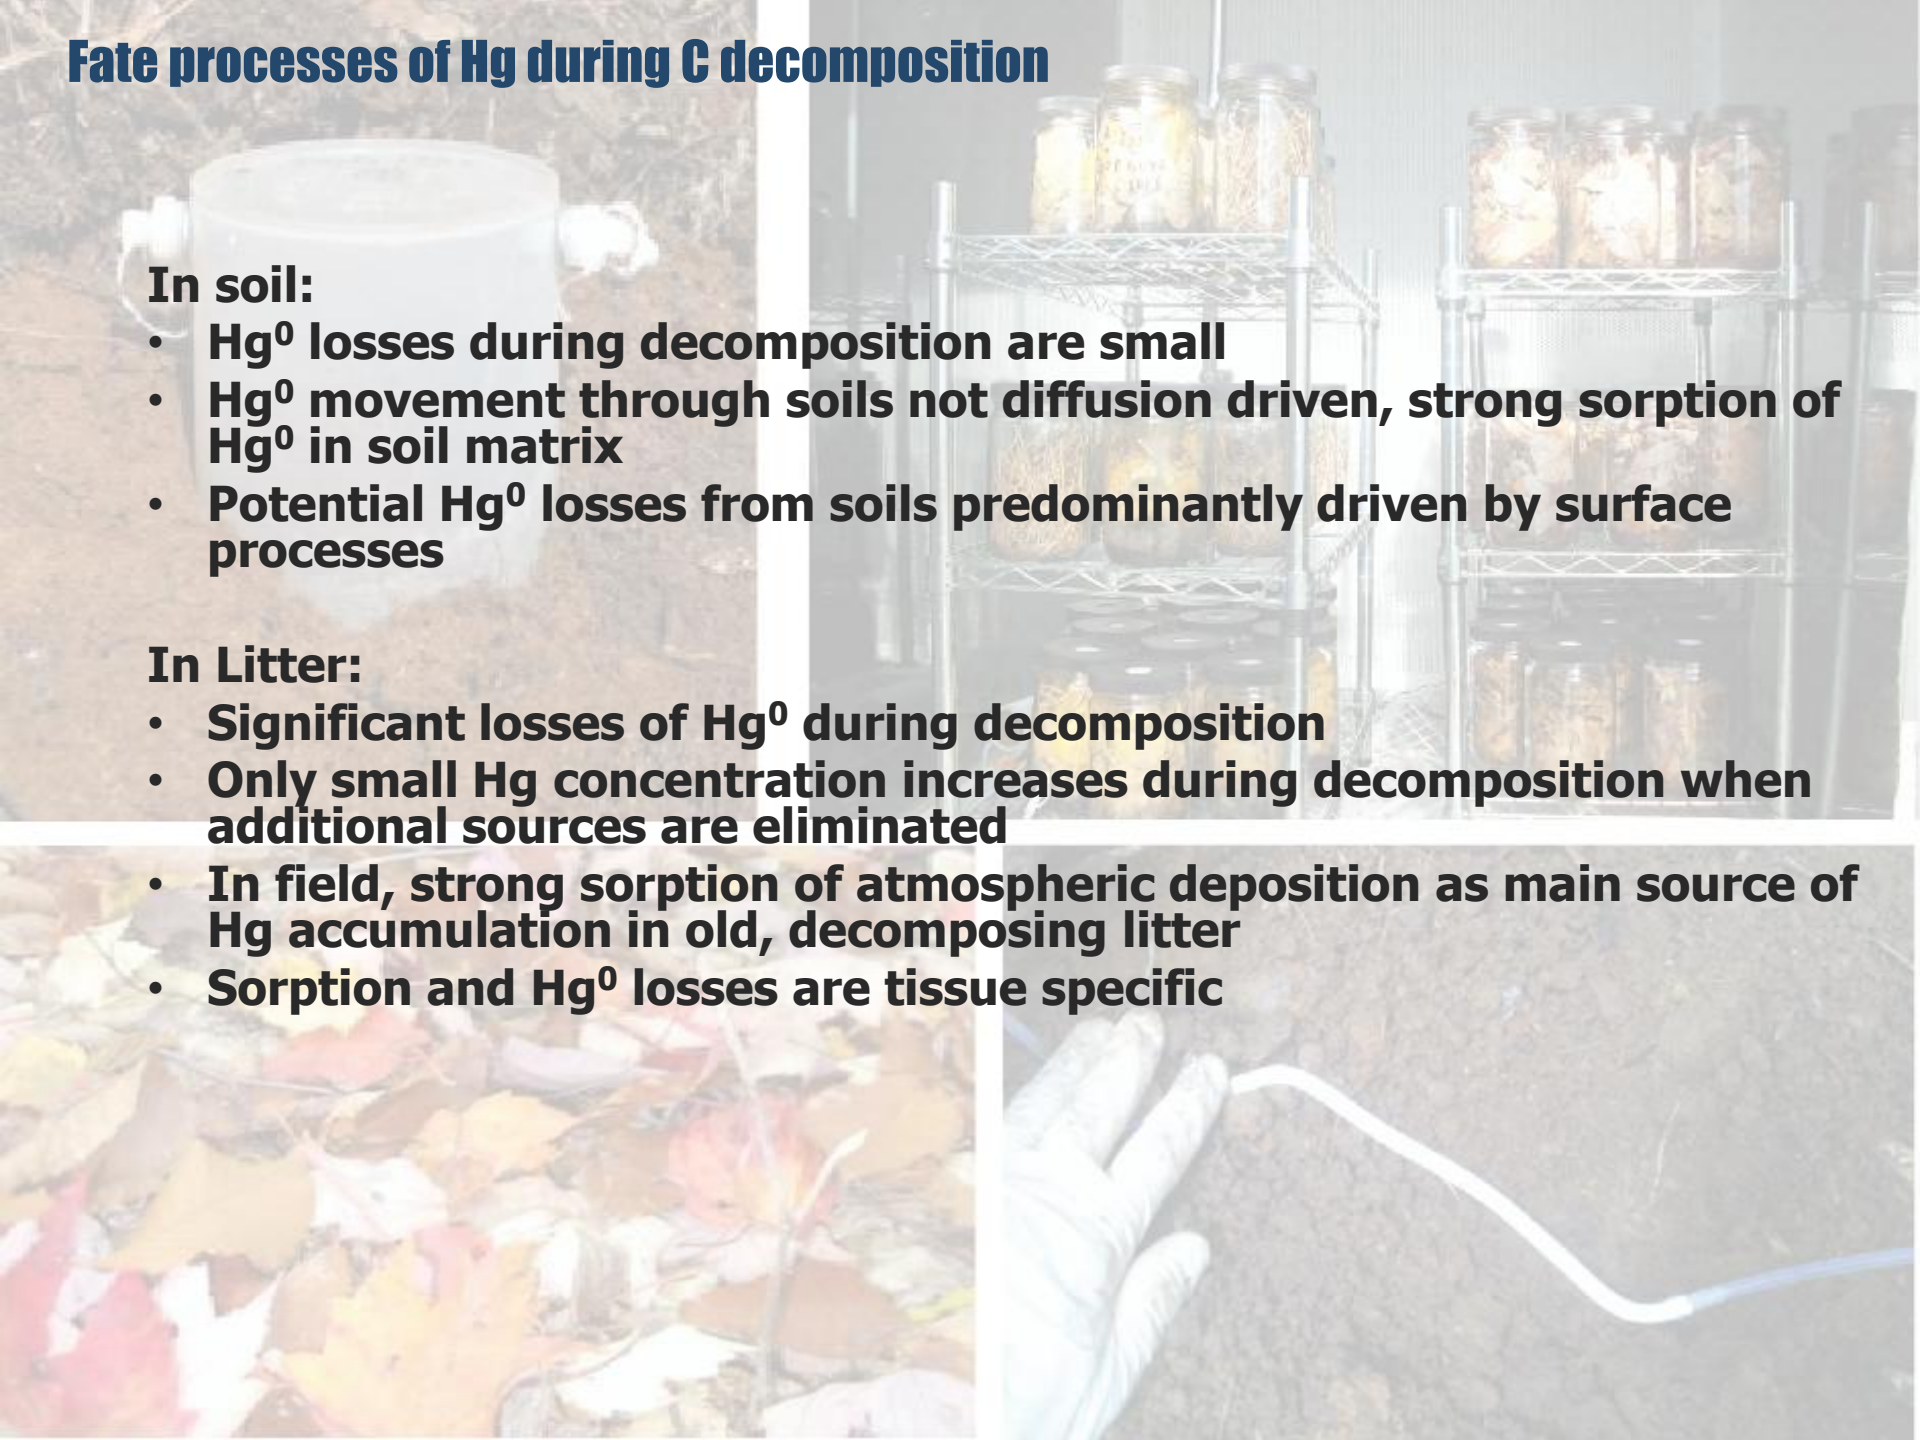 Fate processes of Hg during C decomposition
In soil:
• Hg⁰ losses during decomposition are small
• Hg⁰ movement through soils not diffusion driven, strong sorption of
Hg⁰ in soil matrix
• Potential Hg⁰ losses from soils predominantly driven by surface
processes
In Litter:
• Significant losses of Hg⁰ during decomposition
• Only small Hg concentration increases during decomposition when
additional sources are eliminated
• In field, strong sorption of atmospheric deposition as main source of
Hg accumulation in old, decomposing litter
• Sorption and Hg⁰ losses are tissue specific